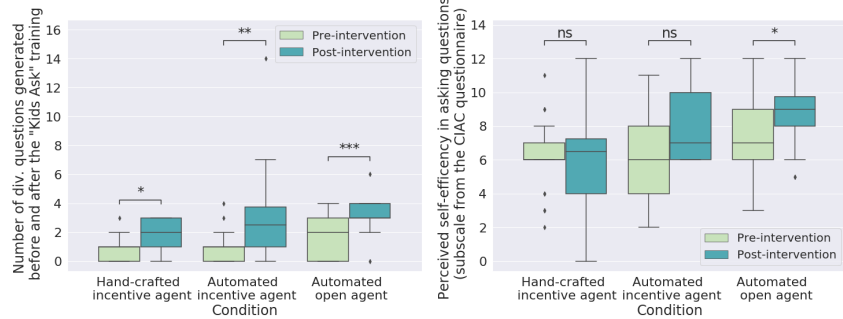 Number of div. questions generated
before and after the "Kids Ask" training
16
14
12
10
8
6
4
2
0
*
**
***
Pre-intervention
Post-intervention
Hand-crafted
incentive agent
Automated
incentive agent
Automated
open agent
Condition
Perceived self-efficency in asking questions
(subscale from the CIAC questionnaire)
14
12
10
8
6
4
2
0
ns
ns
*
Pre-intervention
Post-intervention
Hand-crafted
incentive agent
Automated
incentive agent
Automated
open agent
Condition